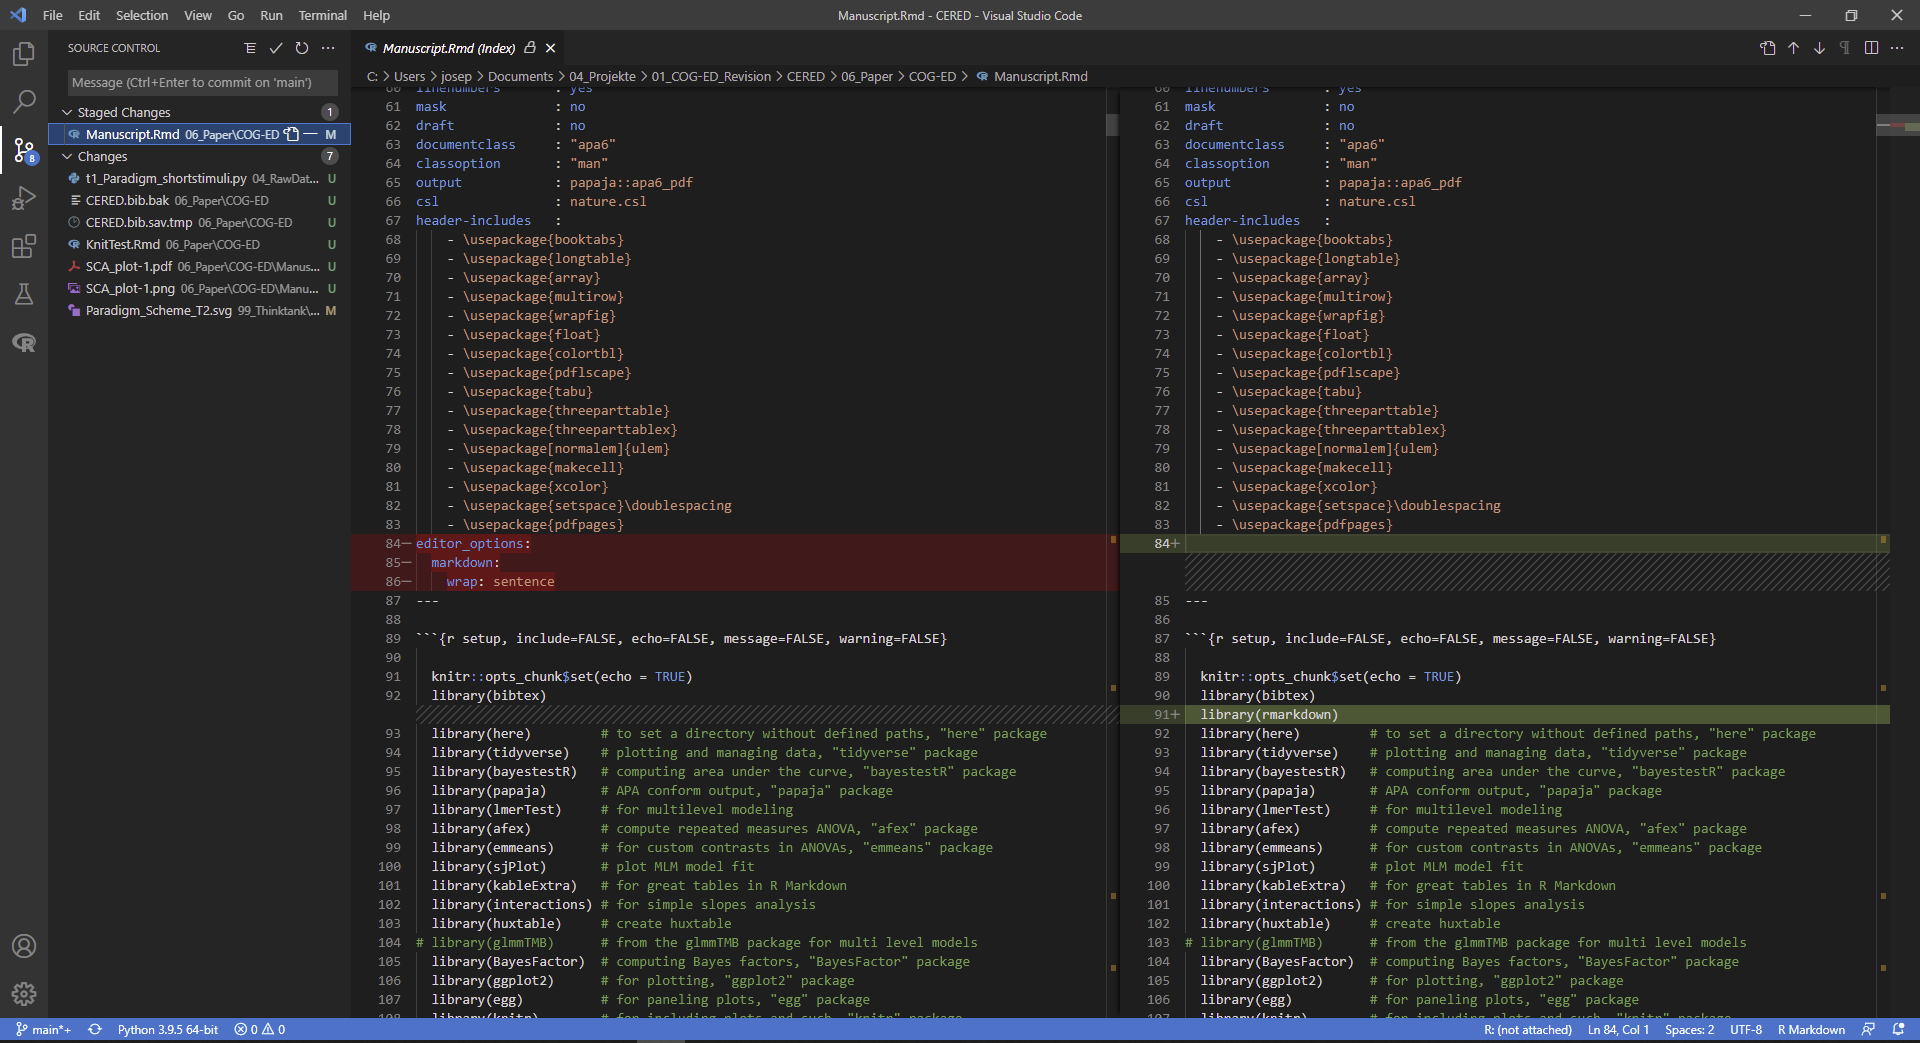 File Edit Selection View Go Run Terminal Help
Manuscript.Rmd - CERED - Visual Studio Code
SOURCE CONTROL
Message (Ctrl+Enter to commit on 'main')
Staged Changes 1
Manuscript.Rmd 06_Paper\COG-ED M
Changes 7
t1_Paradigm_shortstimuli.py 04_RawDat... U
CERED.bib.bak 06_Paper\COG-ED U
CERED.bib.sav.tmp 06_Paper\COG-ED U
KnitTest.Rmd 06_Paper\COG-ED U
SCA_plot-1.pdf 06_Paper\COG-ED\Manus... U
SCA_plot-1.png 06_Paper\COG-ED\Manu... U
Paradigm_Scheme_T2.svg 99_Thinktank\... M
8
Manuscript.Rmd (Index)
C: > Users > josep > Documents > 04_Projekte > 01_COG-ED_Revision > CERED > 06_Paper > COG-ED > Manuscript.Rmd
60 linenumbers : yes
61 mask : no
62 draft : no
63 documentclass : "apa6"
64 classoption : "man"
65 output : papaja::apa6_pdf
66 csl : nature.csl
67 header-includes :
68 - \usepackage{booktabs}
69 - \usepackage{longtable}
70 - \usepackage{array}
71 - \usepackage{multirow}
72 - \usepackage{wrapfig}
73 - \usepackage{float}
74 - \usepackage{colortbl}
75 - \usepackage{pdflscape}
76 - \usepackage{tabu}
77 - \usepackage{threeparttable}
78 - \usepackage{threeparttablex}
79 - \usepackage[normalem]{ulem}
80 - \usepackage{makecell}
81 - \usepackage{xcolor}
82 - \usepackage{setspace}\doublespacing
83 - \usepackage{pdfpages}
84— editor_options:
85— markdown:
86— wrap: sentence
87 ---
88
89 ```{r setup, include=FALSE, echo=FALSE, message=FALSE, warning=FALSE}
90
91 knitr::opts_chunk$set(echo = TRUE)
92 library(bibtex)
93 library(here) # to set a directory without defined paths, "here" package
94 library(tidyverse) # plotting and managing data, "tidyverse" package
95 library(bayestestR) # computing area under the curve, "bayestestR" package
96 library(papaja) # APA conform output, "papaja" package
97 library(lmerTest) # for multilevel modeling
98 library(afex) # compute repeated measures ANOVA, "afex" package
99 library(emmeans) # for custom contrasts in ANOVAs, "emmeans" package
100 library(sjPlot) # plot MLM model fit
101 library(kableExtra) # for great tables in R Markdown
102 library(interactions) # for simple slopes analysis
103 library(huxtable) # create huxtable
104 # library(glmmTMB) # from the glmmTMB package for multi level models
105 library(BayesFactor) # computing Bayes factors, "BayesFactor" package
106 library(ggplot2) # for plotting, "ggplot2" package
107 library(egg) # for paneling plots, "egg" package
108 library(knitr) # for including plots and such, "knitr" package
60 linenumbers : yes
61 mask : no
62 draft : no
63 documentclass : "apa6"
64 classoption : "man"
65 output : papaja::apa6_pdf
66 csl : nature.csl
67 header-includes :
68 - \usepackage{booktabs}
69 - \usepackage{longtable}
70 - \usepackage{array}
71 - \usepackage{multirow}
72 - \usepackage{wrapfig}
73 - \usepackage{float}
74 - \usepackage{colortbl}
75 - \usepackage{pdflscape}
76 - \usepackage{tabu}
77 - \usepackage{threeparttable}
78 - \usepackage{threeparttablex}
79 - \usepackage[normalem]{ulem}
80 - \usepackage{makecell}
81 - \usepackage{xcolor}
82 - \usepackage{setspace}\doublespacing
83 - \usepackage{pdfpages}
84+
85 ---
86
87 ```{r setup, include=FALSE, echo=FALSE, message=FALSE, warning=FALSE}
88
89 knitr::opts_chunk$set(echo = TRUE)
90 library(bibtex)
91+ library(rmarkdown)
92 library(here) # to set a directory without defined paths, "here" package
93 library(tidyverse) # plotting and managing data, "tidyverse" package
94 library(bayestestR) # computing area under the curve, "bayestestR" package
95 library(papaja) # APA conform output, "papaja" package
96 library(lmerTest) # for multilevel modeling
97 library(afex) # compute repeated measures ANOVA, "afex" package
98 library(emmeans) # for custom contrasts in ANOVAs, "emmeans" package
99 library(sjPlot) # plot MLM model fit
100 library(kableExtra) # for great tables in R Markdown
101 library(interactions) # for simple slopes analysis
102 library(huxtable) # create huxtable
103 # library(glmmTMB) # from the glmmTMB package for multi level models
104 library(BayesFactor) # computing Bayes factors, "BayesFactor" package
105 library(ggplot2) # for plotting, "ggplot2" package
106 library(egg) # for paneling plots, "egg" package
107 library(knitr) # for including plots and such, "knitr" package
main*+ Python 3.9.5 64-bit 0 0 R: (not attached) Ln 84, Col 1 Spaces: 2 UTF-8 R Markdown